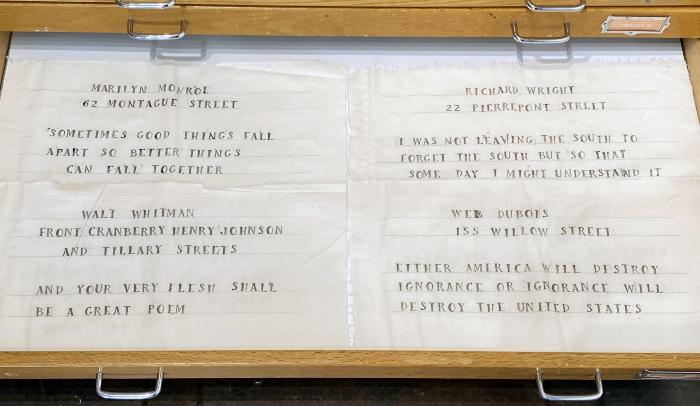 MARILYN MONROE
62 MONTAGUE STREET
"SOMETIMES GOOD THINGS FALL
APART SO BETTER THINGS
CAN FALL TOGETHER
WALT WHITMAN
FRONT CRANBERRY HENRY JOHNSON
AND TILLARY STREETS
AND YOUR VERY FLESH SHALL
BE A GREAT POEM
RICHARD WRIGHT
22 PIERREPONT STREET
I WAS NOT LEAVING THE SOUTH TO
FORGET THE SOUTH BUT SO THAT
SOME DAY I MIGHT UNDERSTAND IT
WEB DUBOIS
155 WILLOW STREET
EITHER AMERICA WILL DESTROY
IGNORANCE OR IGNORANCE WILL
DESTROY THE UNITED STATES